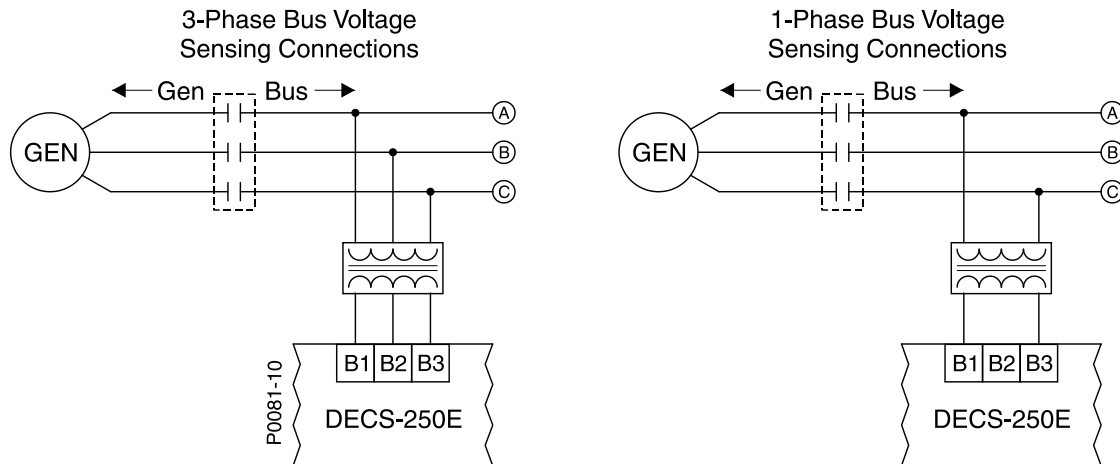 3-Phase Bus Voltage
Sensing Connections
Gen Bus
GEN
A
B
C
B1 B2 B3
DECS-250E
P0081-10
1-Phase Bus Voltage
Sensing Connections
Gen Bus
GEN
A
B
C
B1 B2 B3
DECS-250E